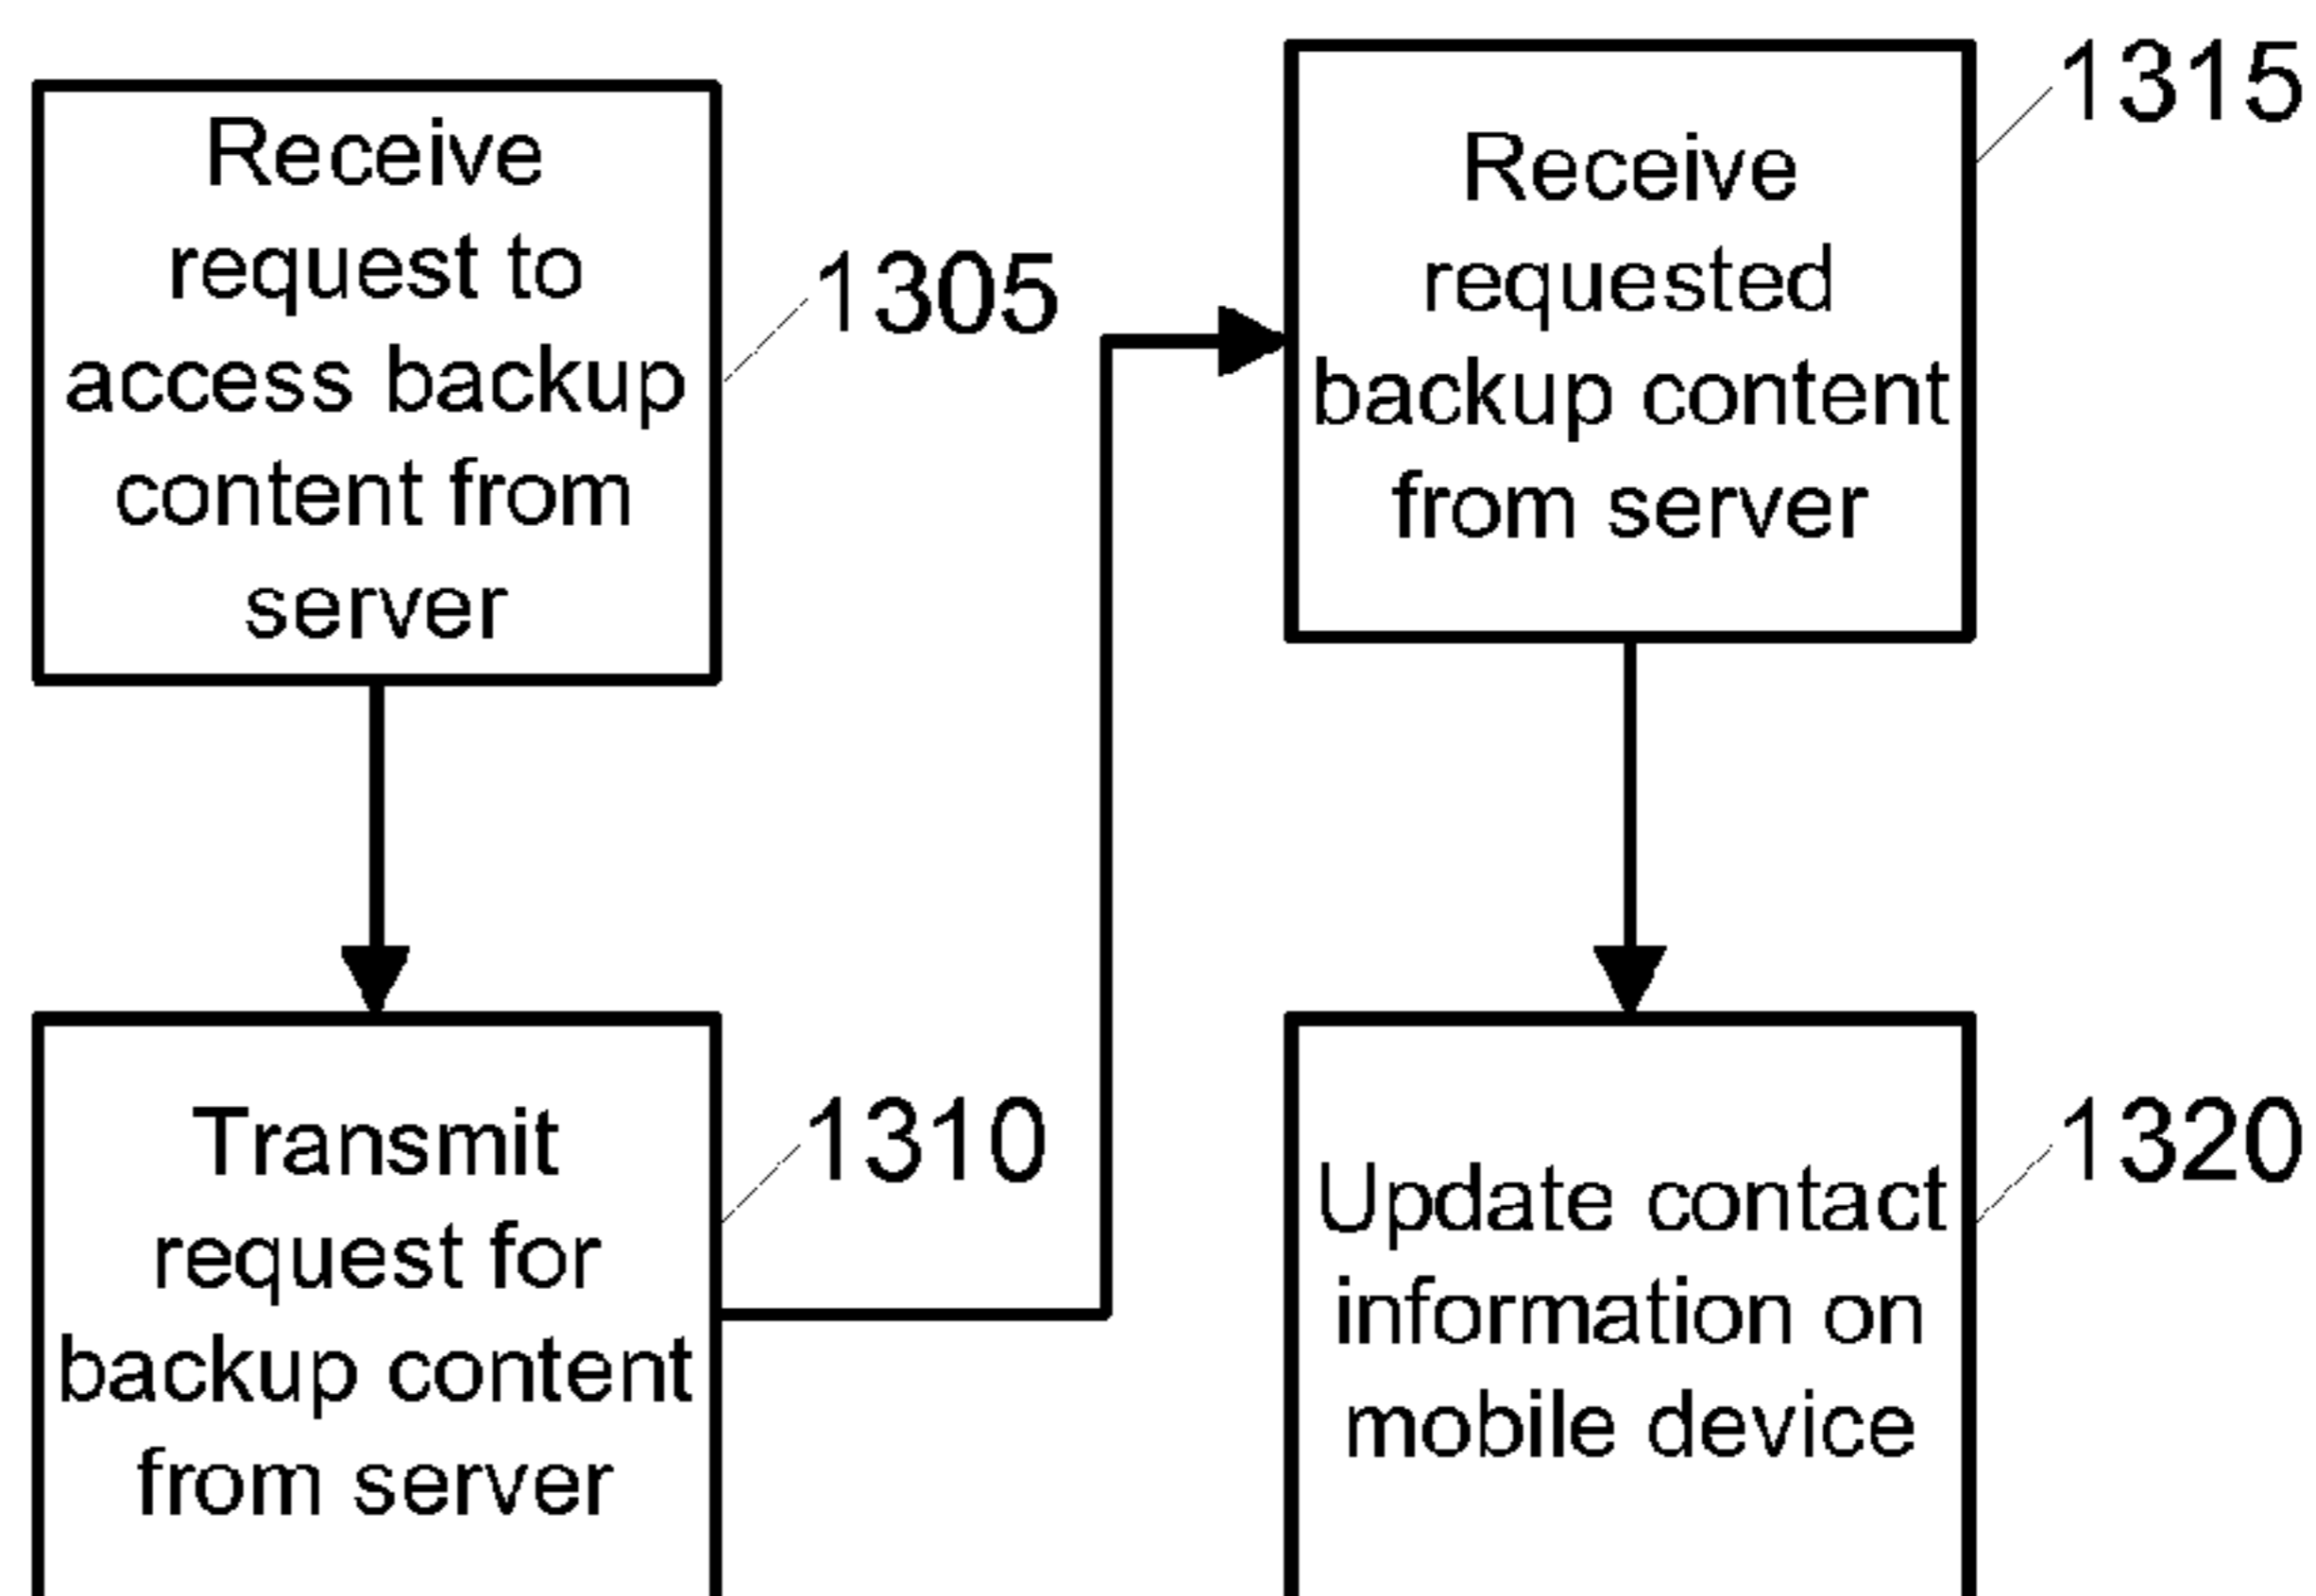 Receive
request to
access backup
content from
server
1305
Transmit
request for
backup content
from server
1310
Receive
requested
backup content
from server
1315
Update contact
information on
mobile device
1320